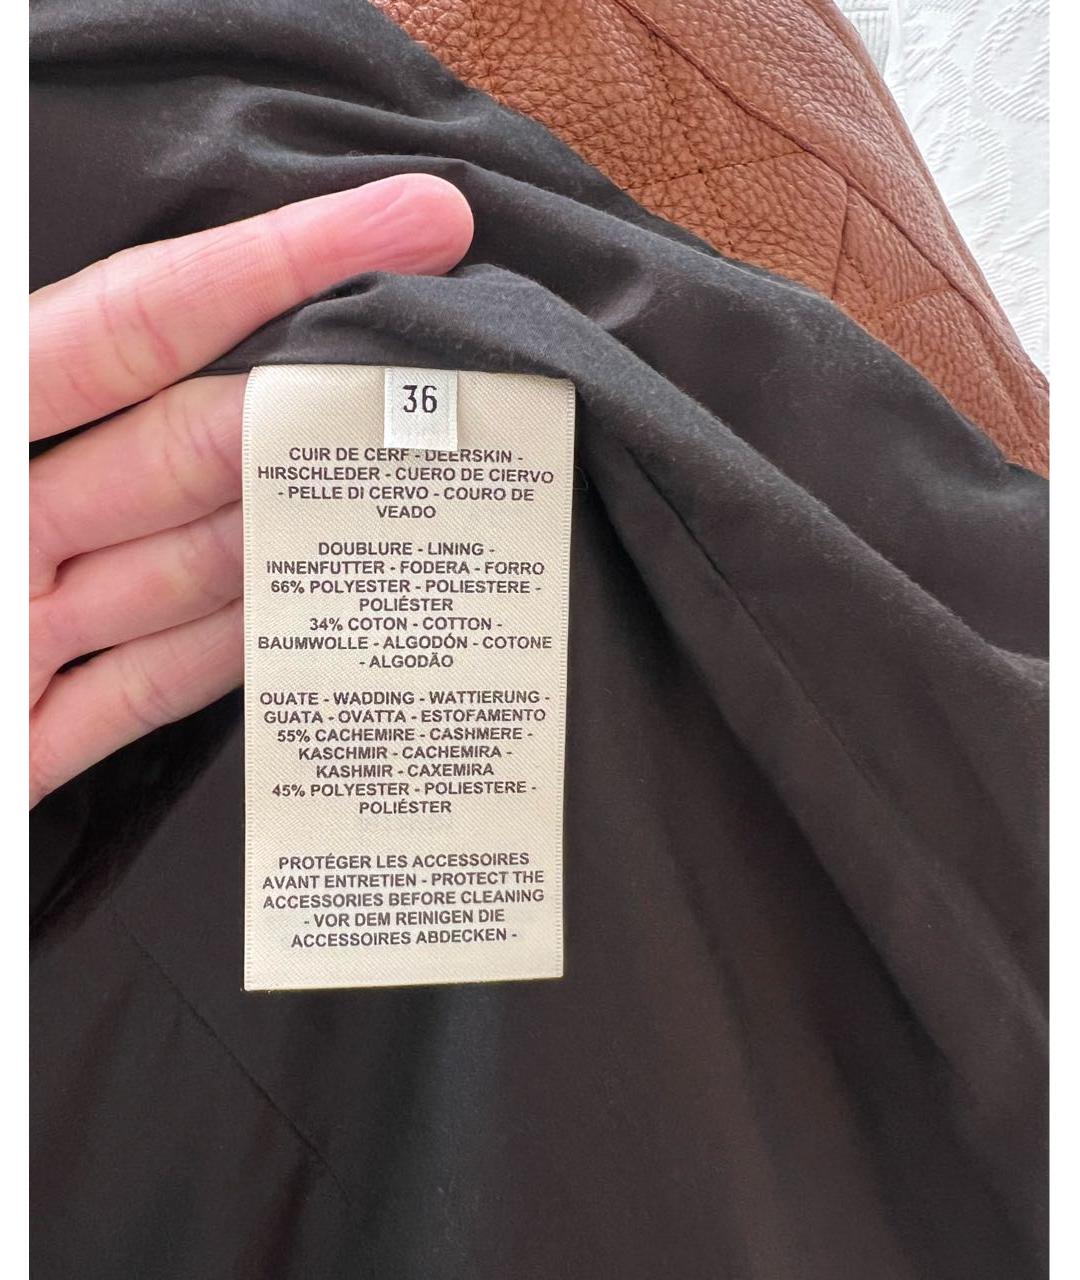 36
CUIR DE CERF - DEERSKIN -
HIRSCHLEDER - CUERO DE CIERVO
- PELLE DI CERVO - COURO DE
VEADO
DOUBLURE - LINING -
INNENFUTTER - FODERA - FORRO
66% POLYESTER - POLIESTERE -
POLIÉSTER
34% COTON - COTTON -
BAUMWOLLE - ALGODÓN - COTONE
- ALGODÃO
OUATE - WADDING - WATTIERUNG -
GUATA - OVATTA - ESTOFAMENTO
55% CACHEMIRE - CASHMERE -
KASCHMIR - CACHEMIRA -
KASHMIR - CAXEMIRA
45% POLYESTER - POLIESTERE -
POLIÉSTER
PROTÉGER LES ACCESSOIRES
AVANT ENTRETIEN - PROTECT THE
ACCESSORIES BEFORE CLEANING
- VOR DEM REINIGEN DIE
ACCESSOIRES ABDECKEN -